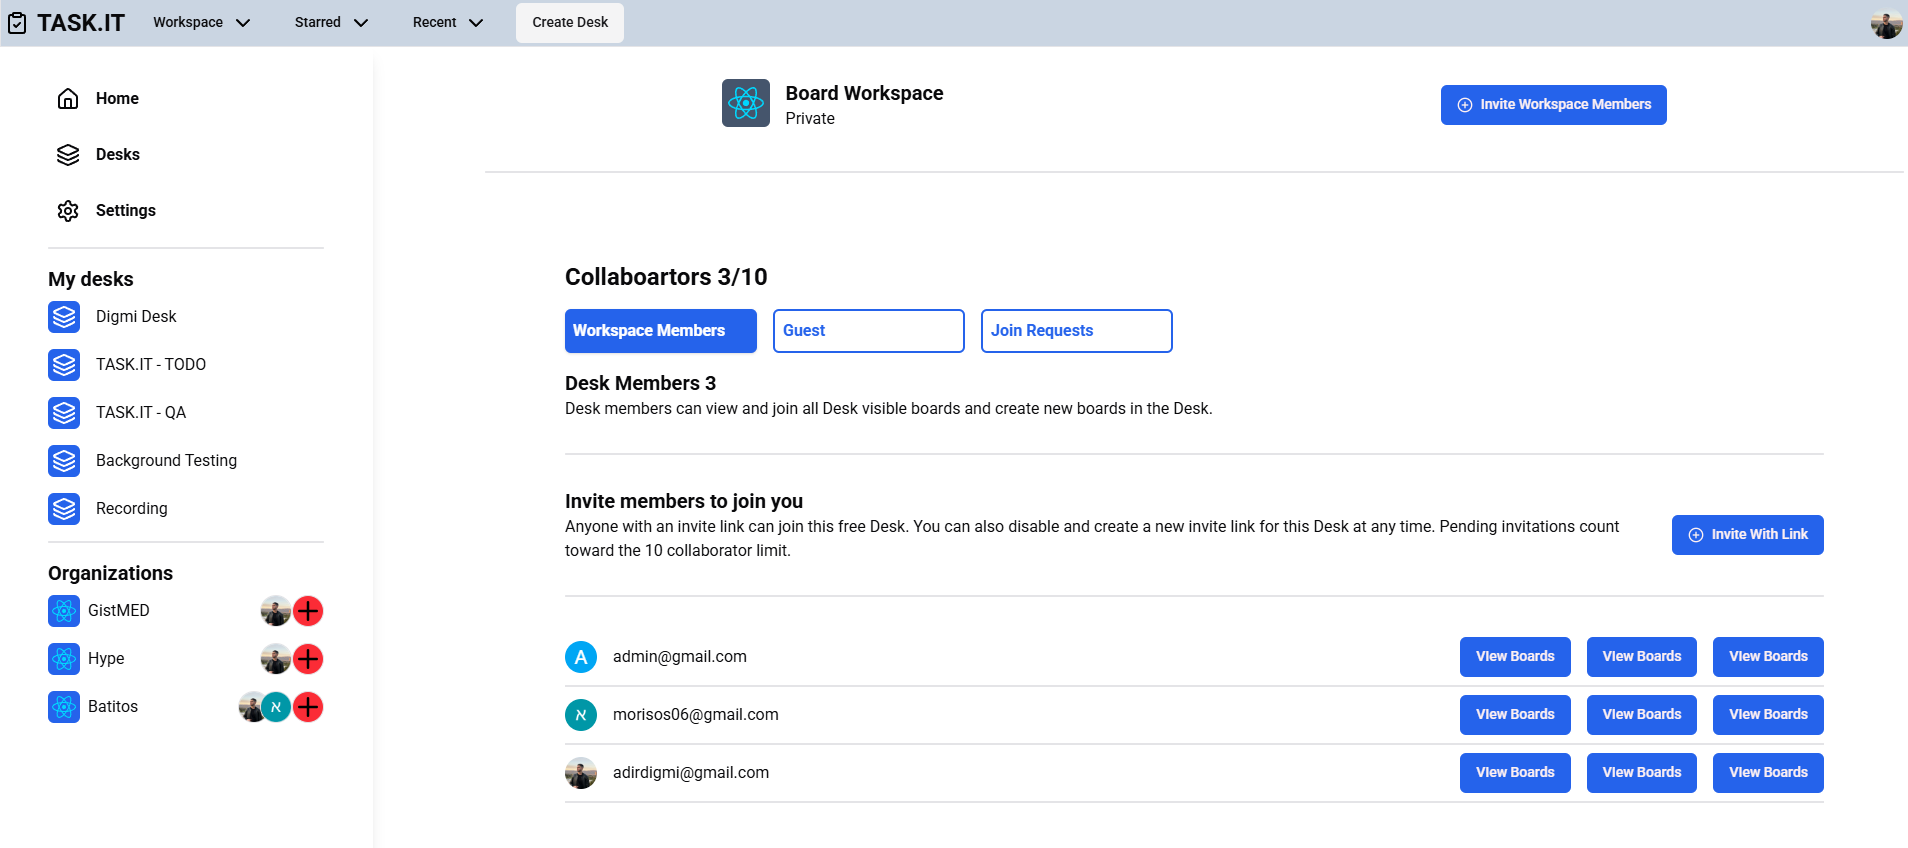 TASK.IT
Workspace
Starred
Recent
Create Desk
Home
Desks
Settings
My desks
Digmi Desk
TASK.IT - TODO
TASK.IT - QA
Background Testing
Recording
Organizations
GistMED
Hype
Batitos
א
Board Workspace
Private
Invite Workspace Members
Collaboartors 3/10
Workspace Members
Guest
Join Requests
Desk Members 3
Desk members can view and join all Desk visible boards and create new boards in the Desk.
Invite members to join you
Anyone with an invite link can join this free Desk. You can also disable and create a new invite link for this Desk at any time. Pending invitations count
toward the 10 collaborator limit.
Invite With Link
A admin@gmail.com VIew Boards VIew Boards VIew Boards
א morisos06@gmail.com VIew Boards VIew Boards VIew Boards
adirdigmi@gmail.com VIew Boards VIew Boards VIew Boards